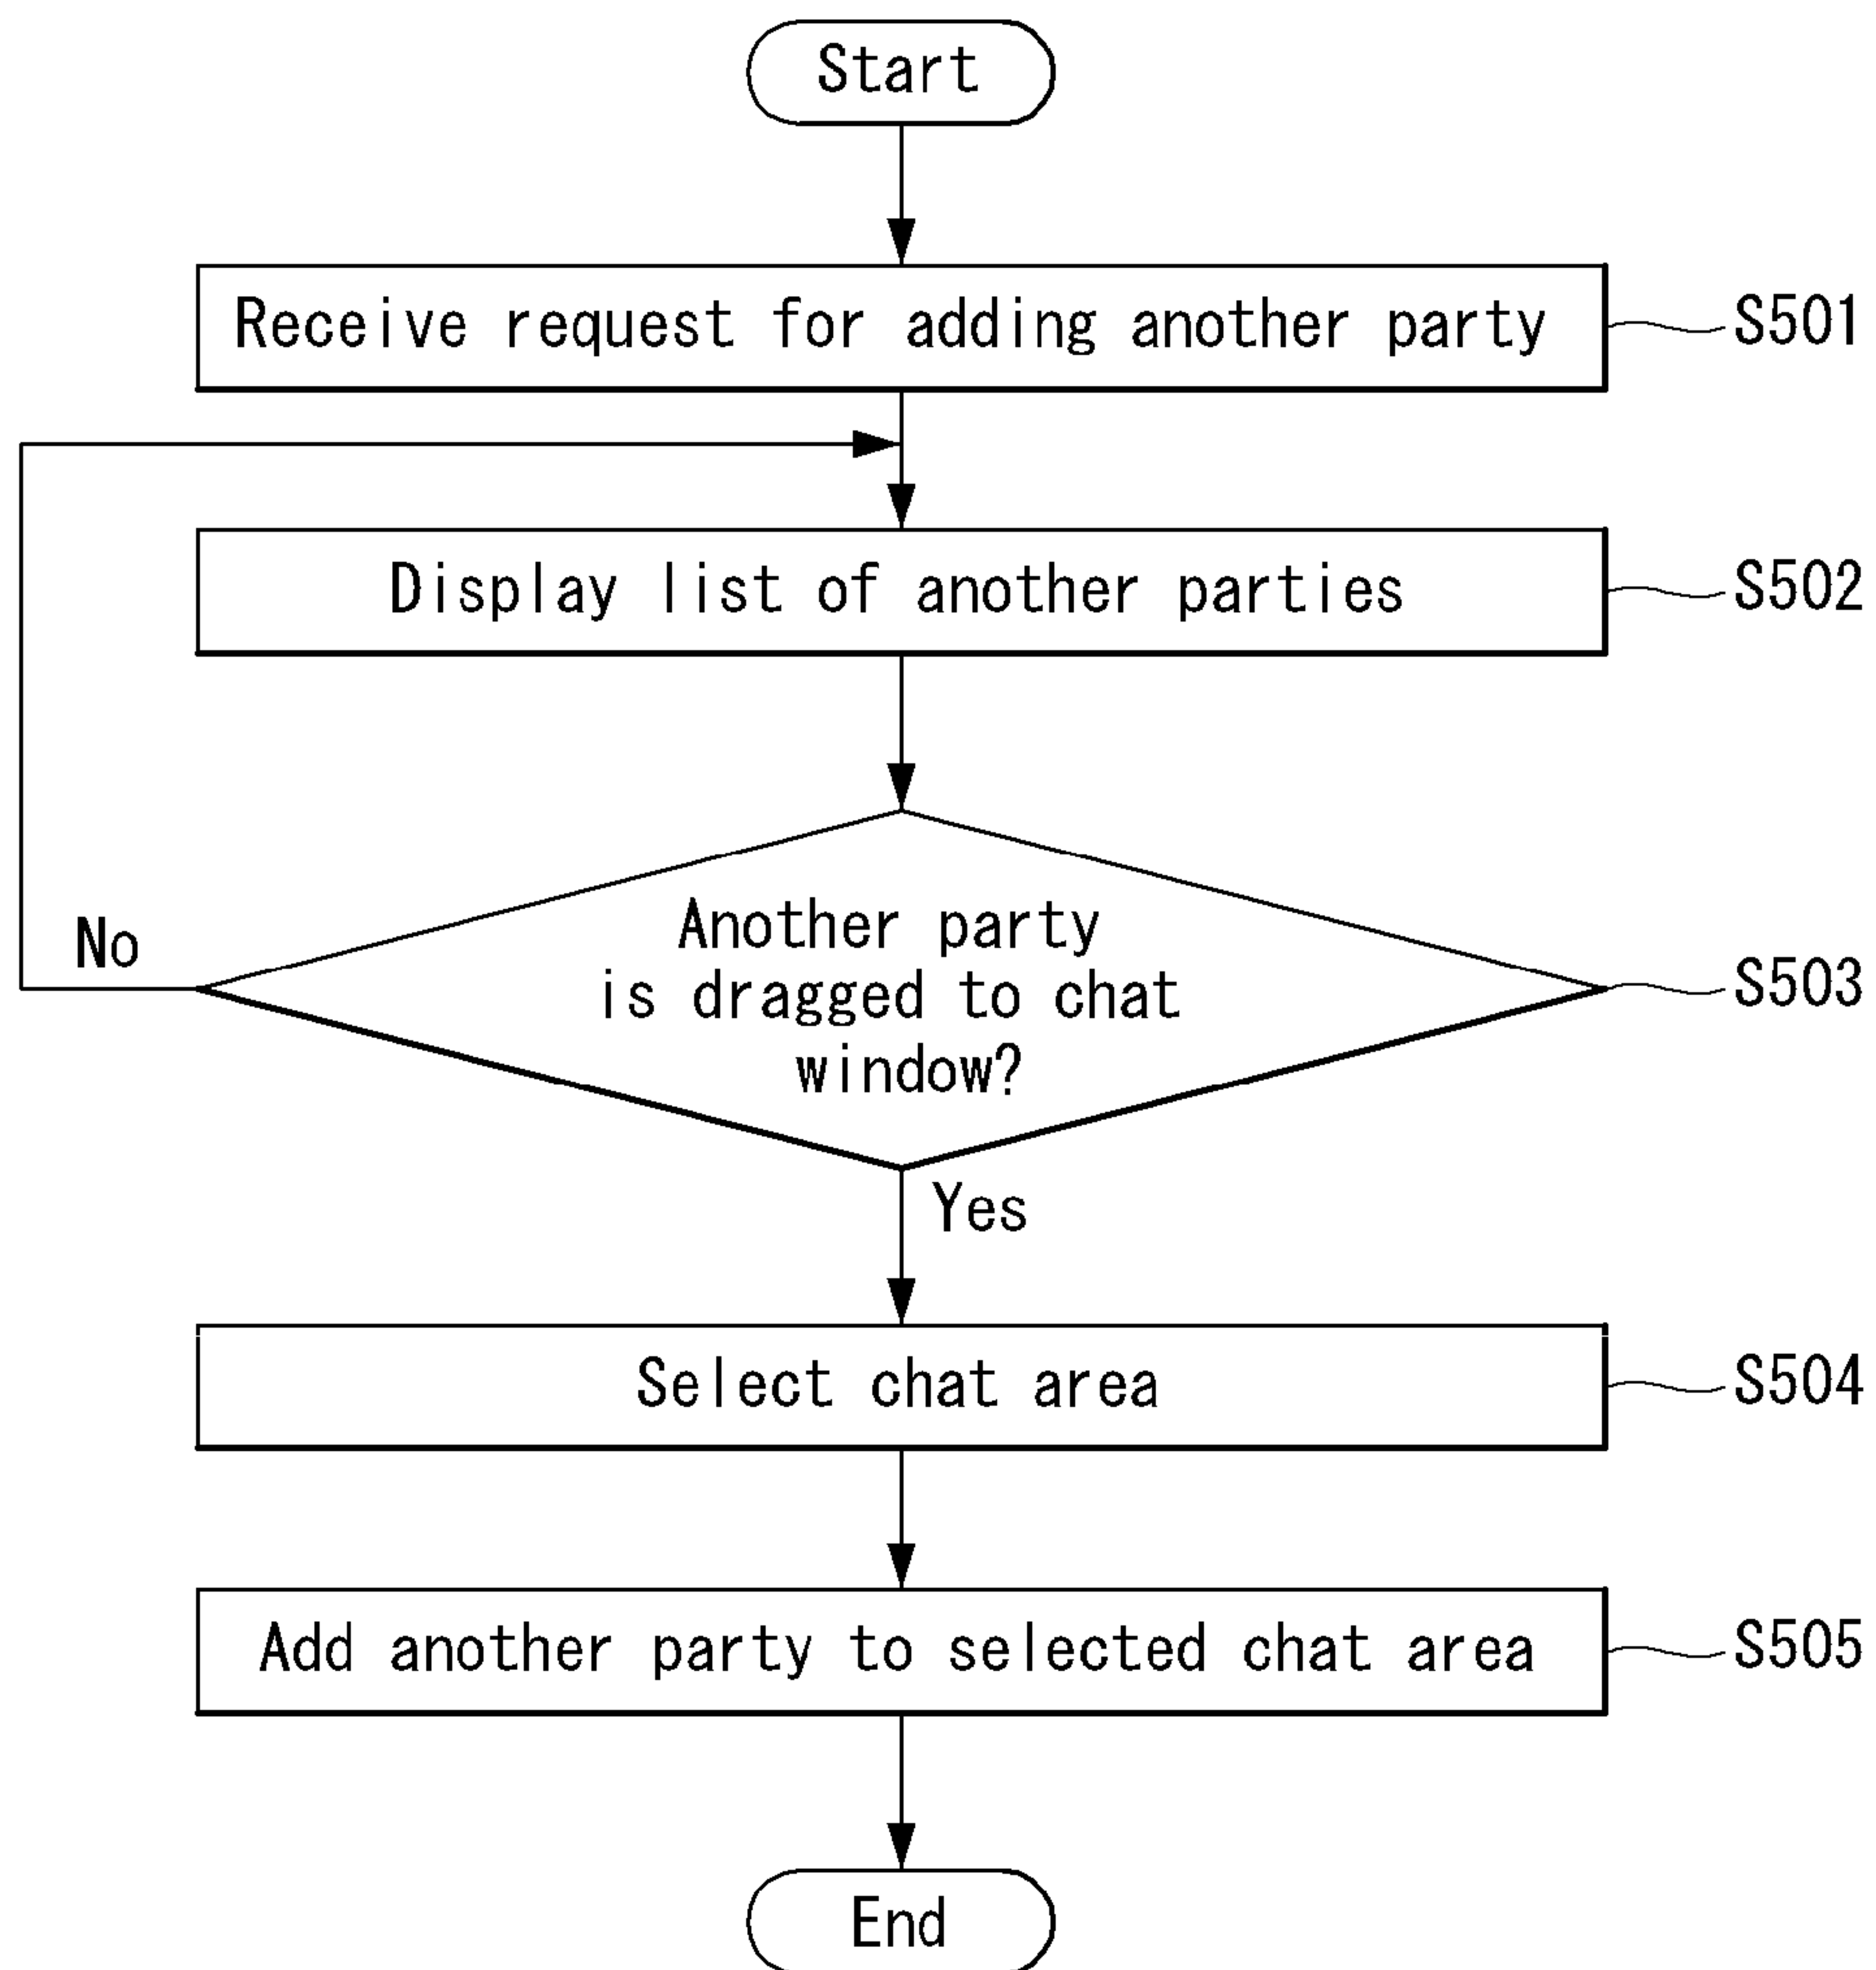 Start
Receive request for adding another party
S501
Display list of another parties
S502
No
Another party
is dragged to chat
window?
S503
Yes
Select chat area
S504
Add another party to selected chat area
S505
End